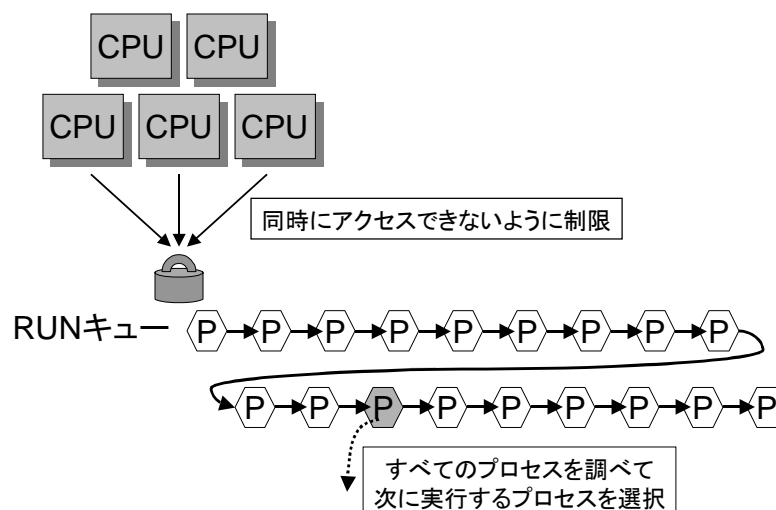 CPU CPU
CPU CPU CPU
同時にアクセスできないように制限
RUNキュー P P P P P P P P P
P P P P P P P P P
すべてのプロセスを調べて
次に実行するプロセスを選択